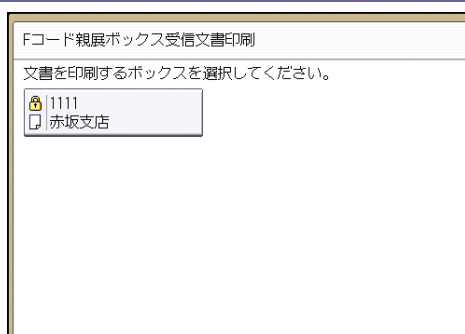 Fコード親展ボックス受信文書印刷
文書を印刷するボックスを選択してください。
1111
赤坂支店